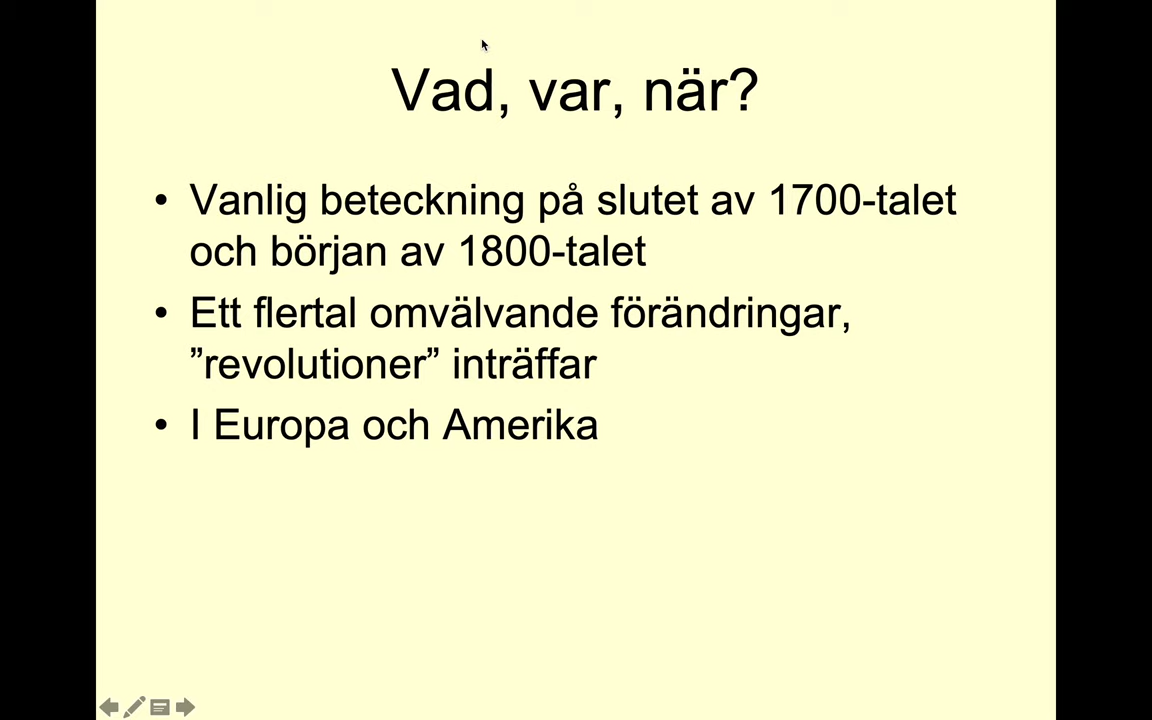 Vad, var, när?
• Vanlig beteckning på slutet av 1700-talet
och början av 1800-talet
• Ett flertal omvälvande förändringar,
”revolutioner” inträffar
• I Europa och Amerika